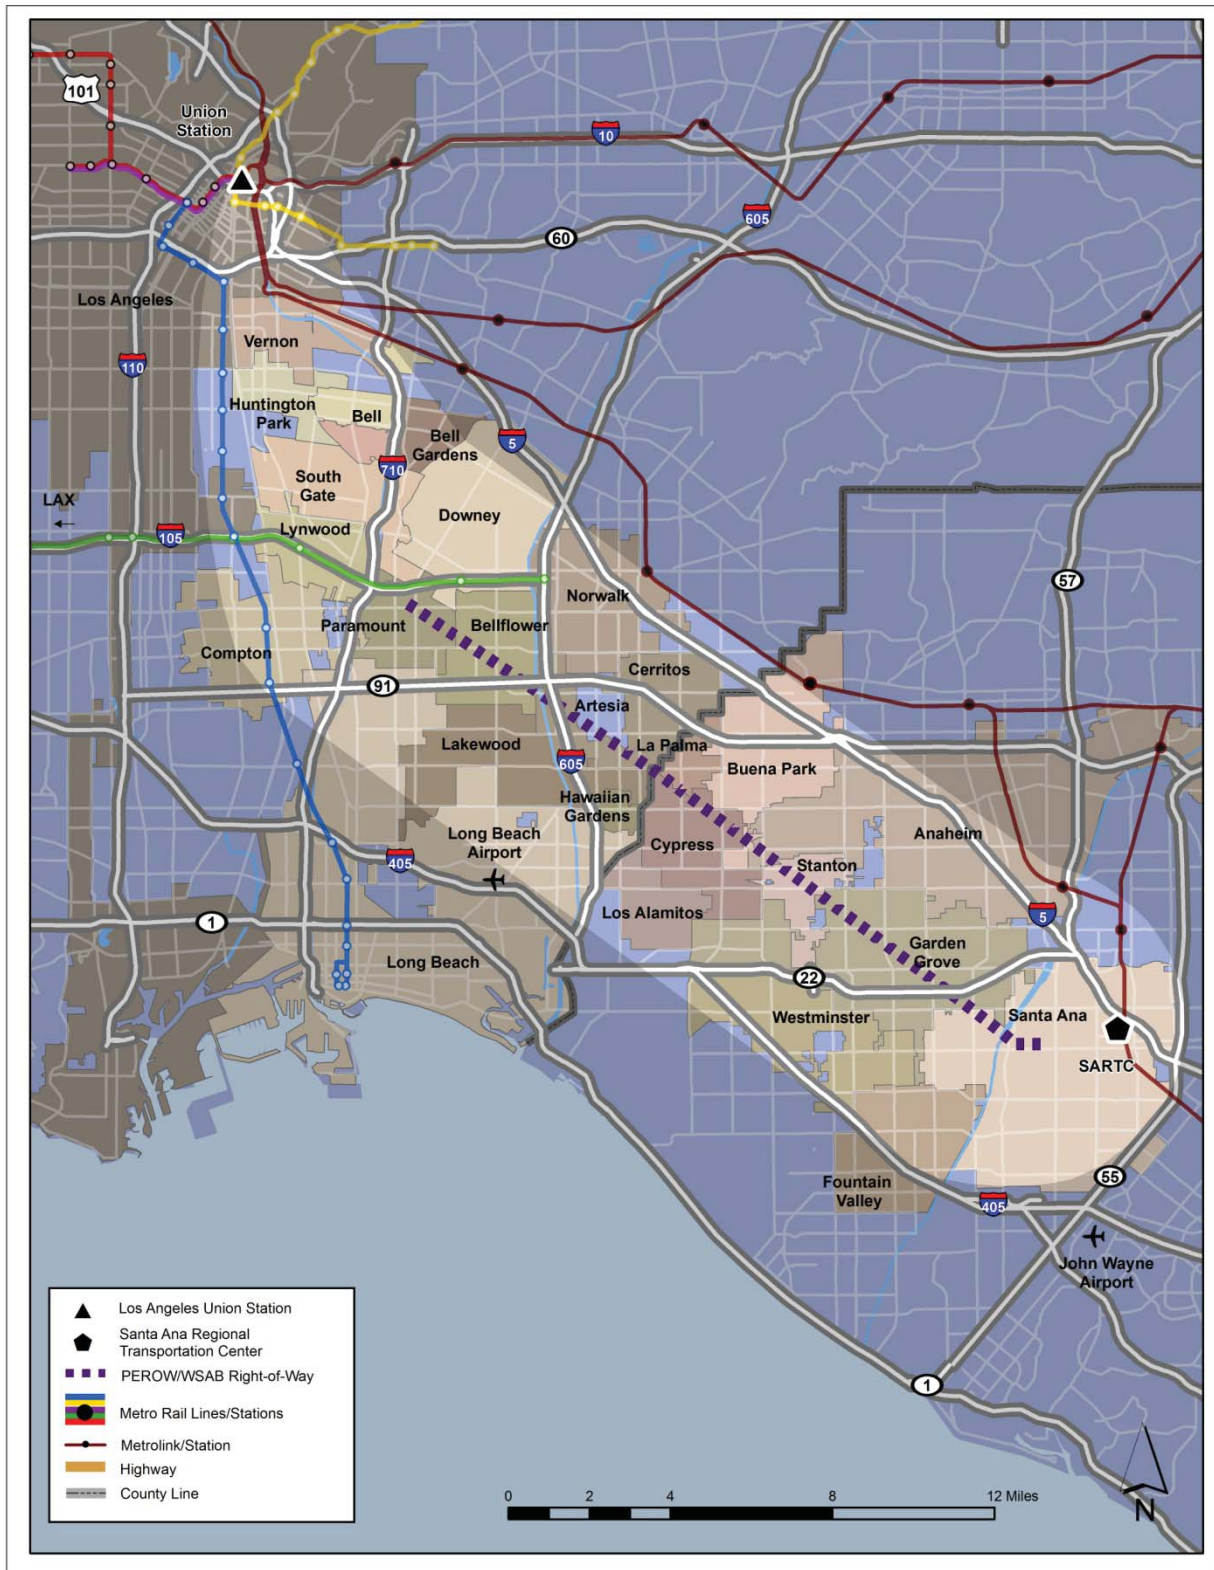 101
Union
Station
10
605
60
Los Angeles
Vernon
110
Huntington
Park
Bell
Bell
Gardens
5
710
South
Gate
LAX
Downey
Lynwood
105
57
Norwalk
Paramount
Bellflower
Compton
Cerritos
91
Artesia
Lakewood
La Palma
605
Buena Park
Hawaiian
Gardens
Long Beach
Airport
Anaheim
Cypress
405
Stanton
Los Alamitos
5
1
Garden
Grove
Long Beach
22
Westminster
Santa Ana
SARTC
55
Fountain
Valley
405
John Wayne
Airport
Los Angeles Union Station
Santa Ana Regional
Transportation Center
PEROW/WSAB Right-of-Way
Metro Rail Lines/Stations
Metrolink/Station
Highway
County Line
1
0 2 4 8 12 Miles
N